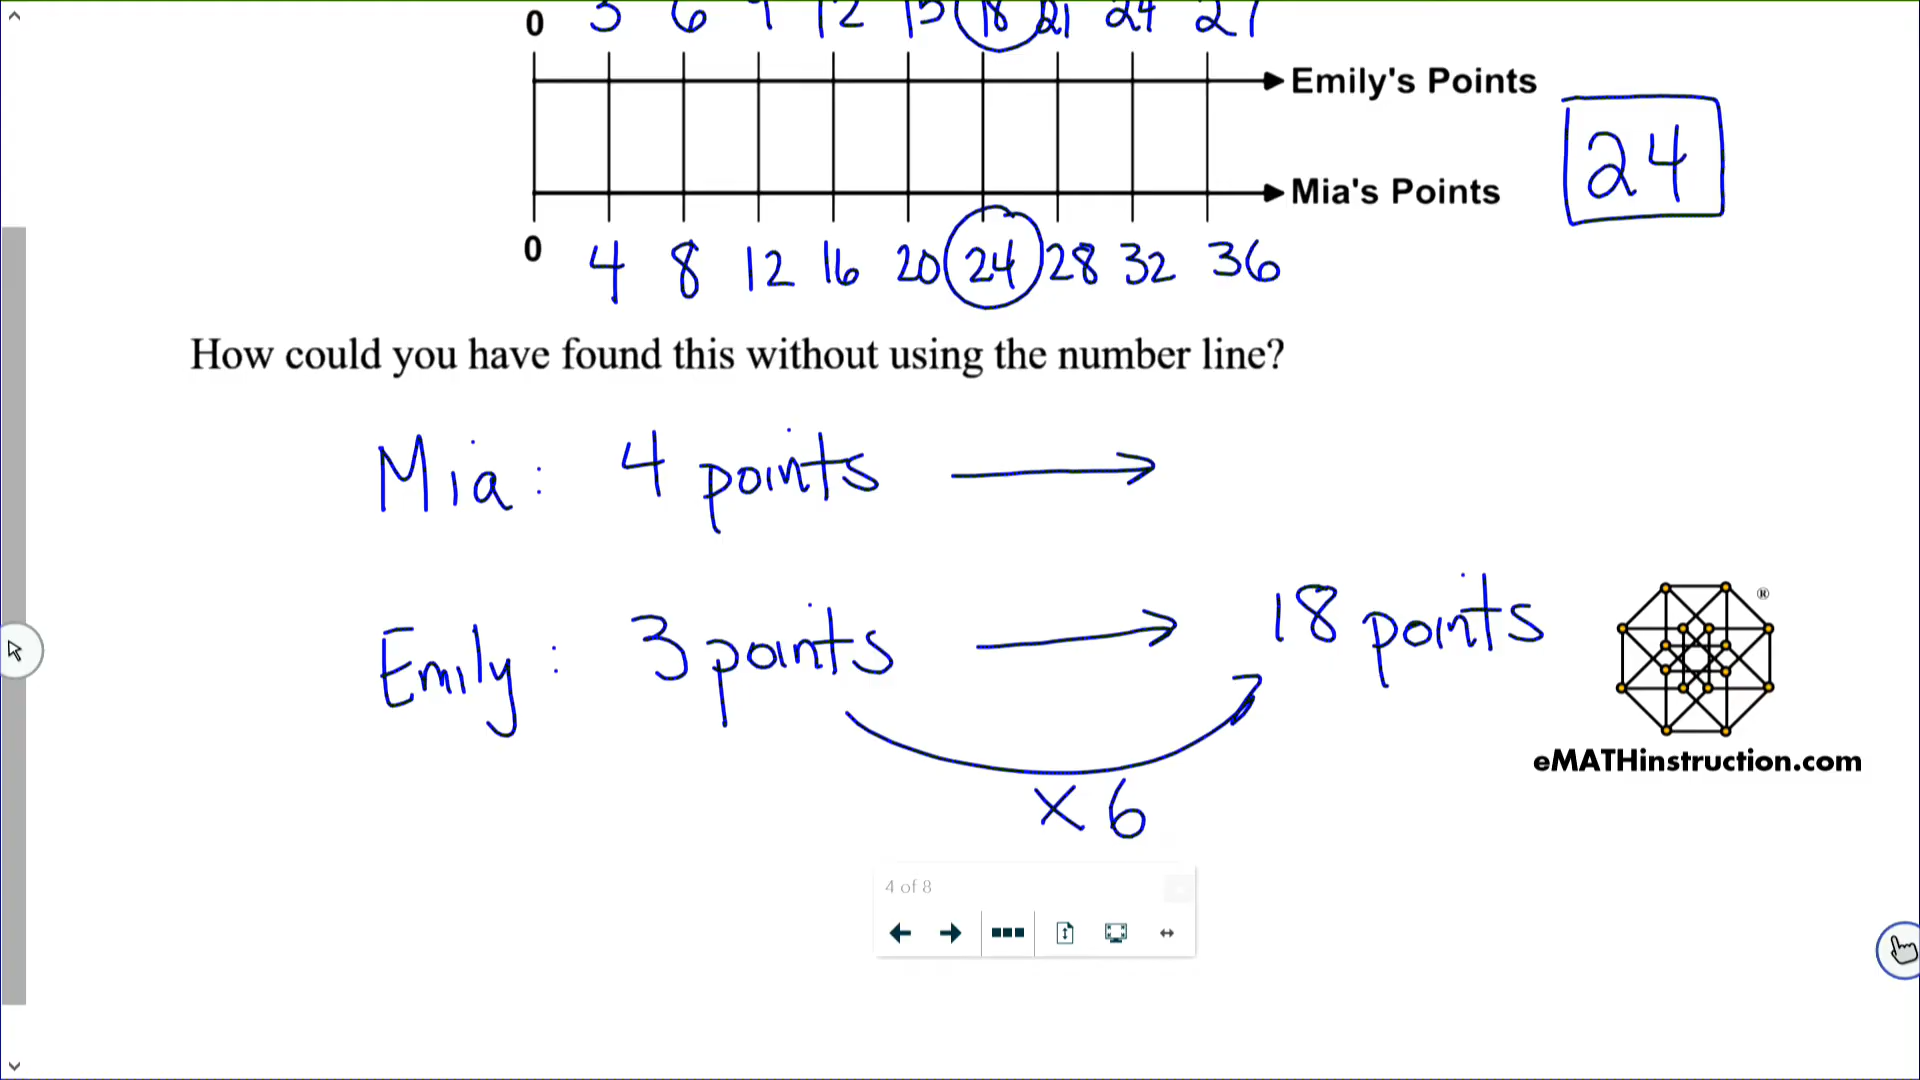 0 3 6 9 12 15 18 21 24 27
Emily's Points
24
Mia's Points
0 4 8 12 16 20 24 28 32 36
How could you have found this without using the number line?
Mia: 4 points
Emily: 3 points 18 points
®
eMATHinstruction.com
× 6
4 of 8